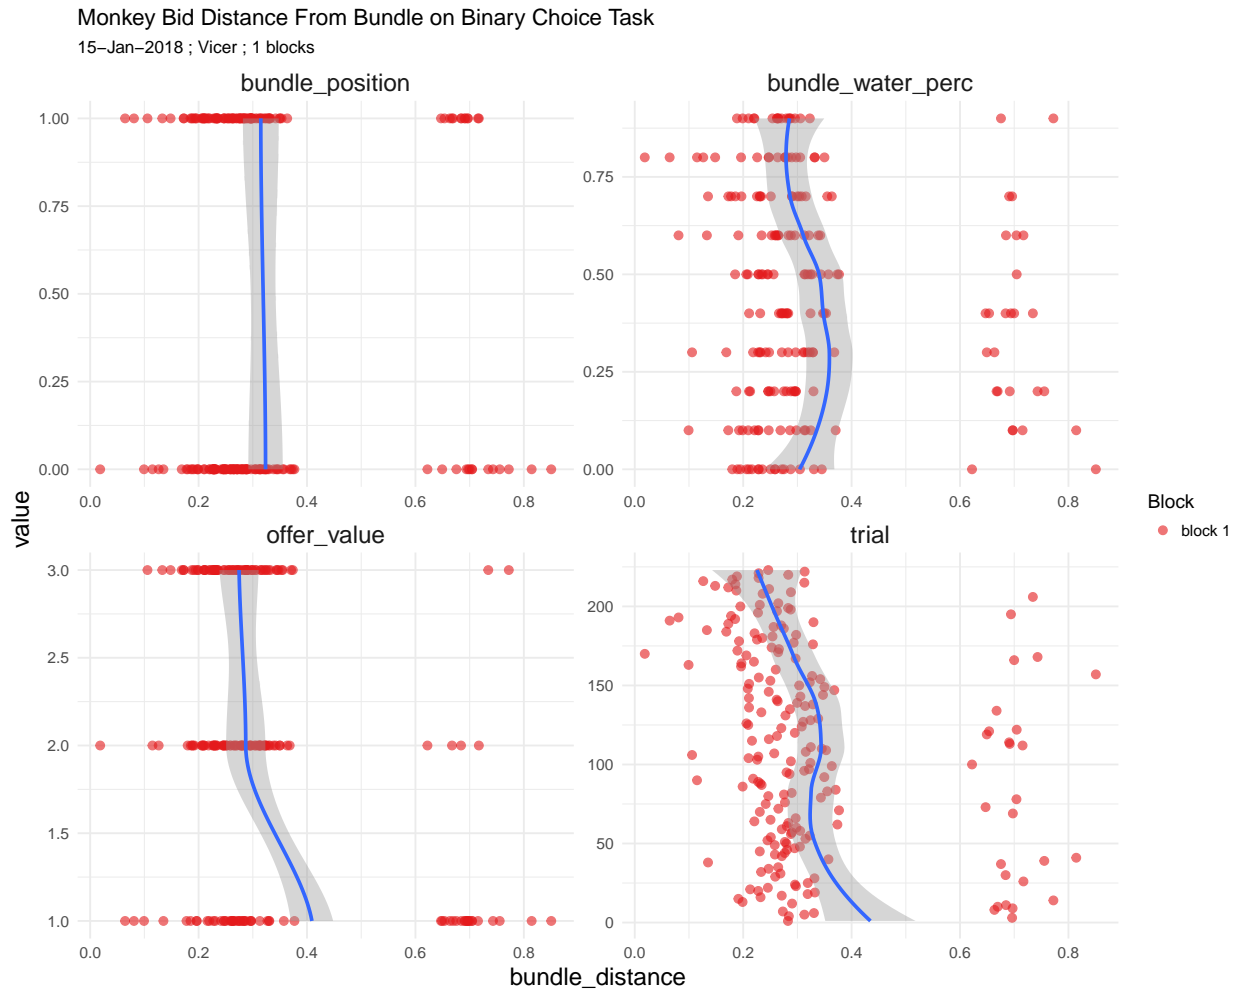 Monkey Bid Distance From Bundle on Binary Choice Task
15−Jan−2018 ; Vicer ; 1 blocks
bundle_position
bundle_water_perc
1.00
0.75
0.50
0.25
0.00
0.0 0.2 0.4 0.6 0.8
0.75
0.50
0.25
0.00
0.0 0.2 0.4 0.6 0.8
offer_value
trial
3.0
2.5
2.0
1.5
1.0
0.0 0.2 0.4 0.6 0.8
200
150
100
50
0
0.0 0.2 0.4 0.6 0.8
value
bundle_distance
Block
block 1